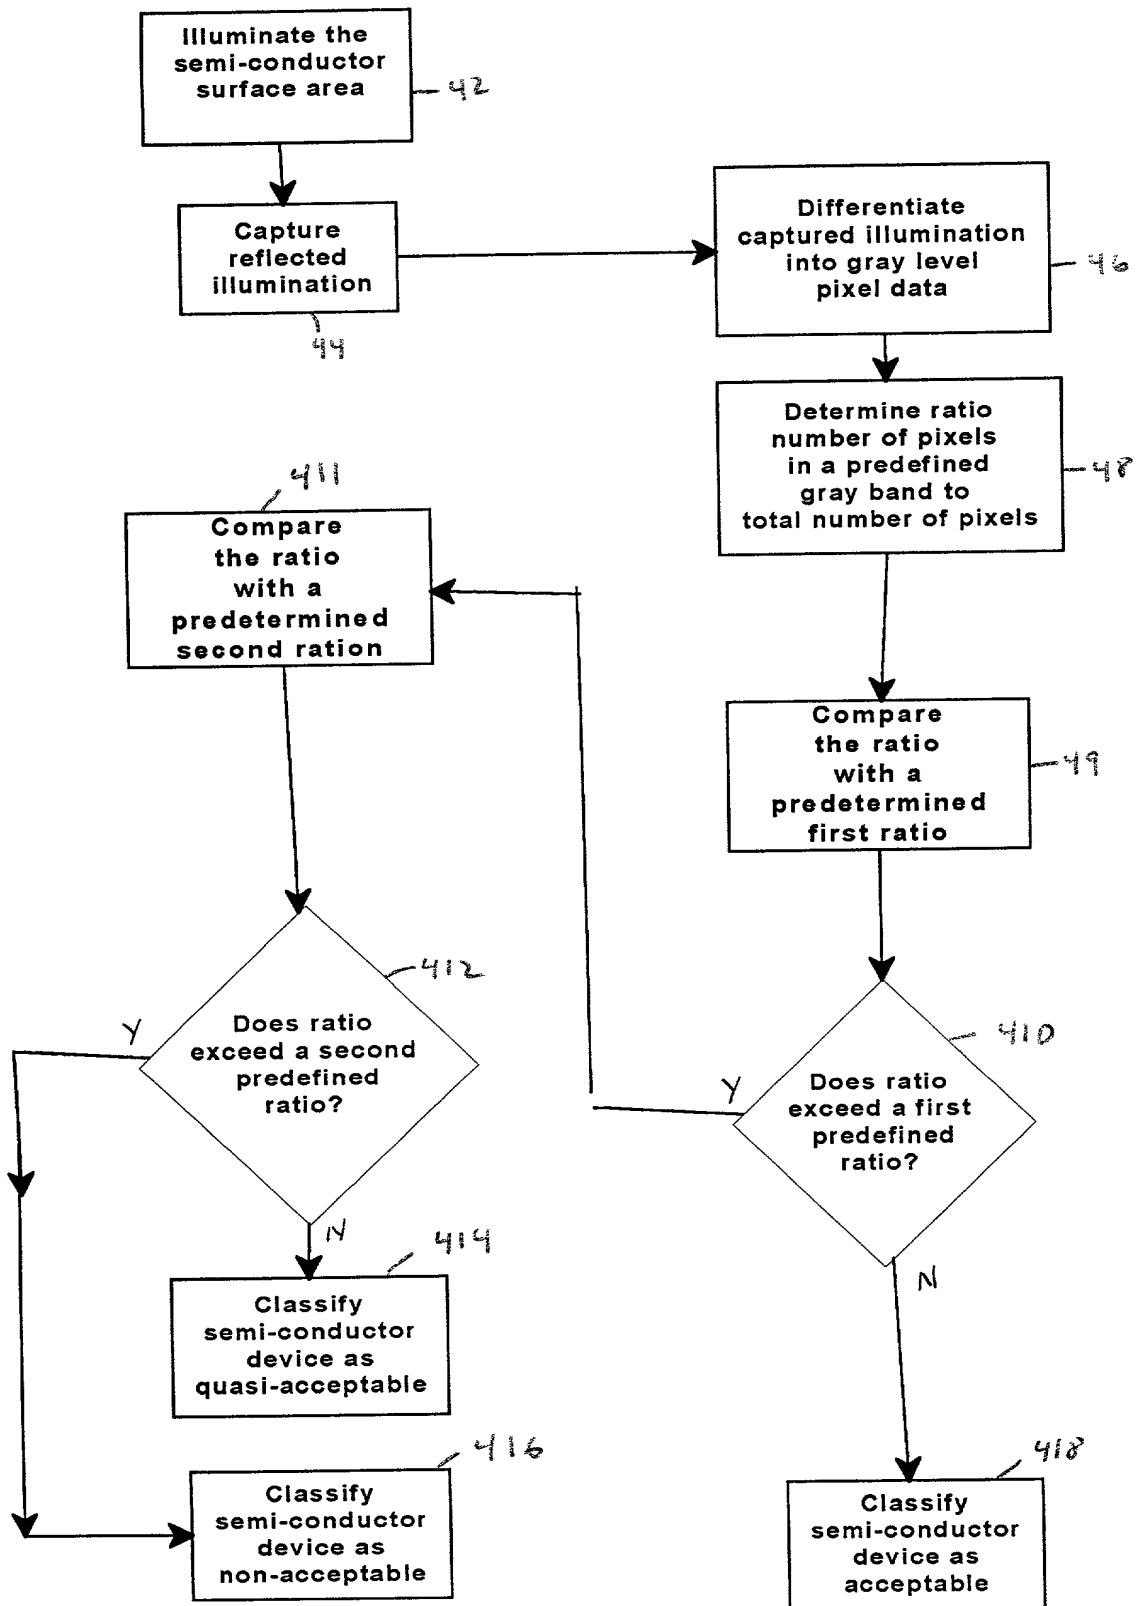 Illuminate the
semi-conductor
surface area
42
Capture
reflected
illumination
44
Differentiate
captured illumination
into gray level
pixel data
46
Determine ratio
number of pixels
in a predefined
gray band to
total number of pixels
48
Compare
the ratio
with a
predetermined
first ratio
49
Does ratio
exceed a first
predefined
ratio?
410
Y
N
411
Compare
the ratio
with a
predetermined
second ration
412
Does ratio
exceed a second
predefined
ratio?
Y
N
414
Classify
semi-conductor
device as
quasi-acceptable
416
Classify
semi-conductor
device as
non-acceptable
418
Classify
semi-conductor
device as
acceptable